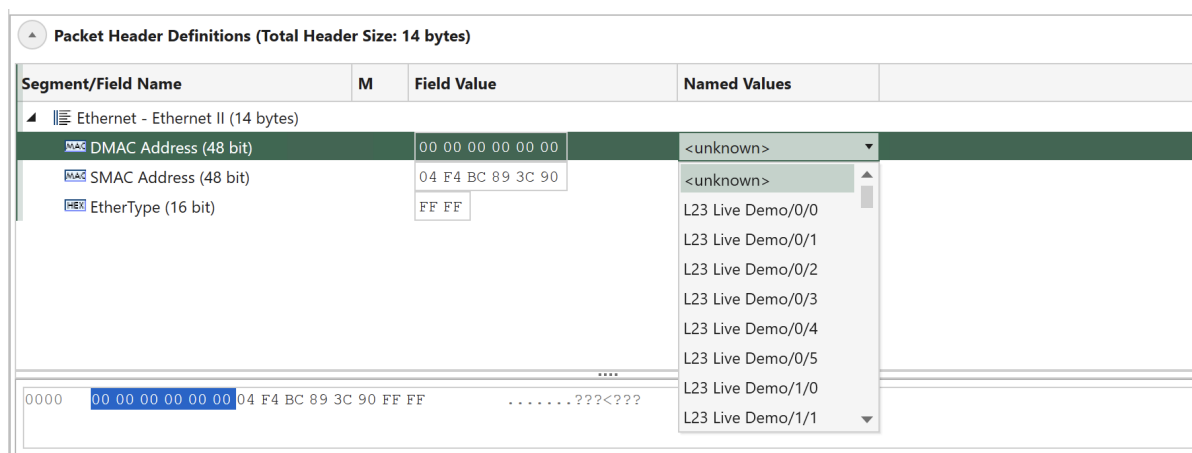 Packet Header Definitions (Total Header Size: 14 bytes)
Segment/Field Name M Field Value Named Values
Ethernet - Ethernet II (14 bytes)
MAC DMAC Address (48 bit) 00 00 00 00 00 00 <unknown>
MAC SMAC Address (48 bit) 04 F4 BC 89 3C 90 <unknown>
HEX EtherType (16 bit) FF FF L23 Live Demo/0/0
L23 Live Demo/0/1
L23 Live Demo/0/2
L23 Live Demo/0/3
L23 Live Demo/0/4
L23 Live Demo/0/5
L23 Live Demo/1/0
L23 Live Demo/1/1
0000 00 00 00 00 00 00 04 F4 BC 89 3C 90 FF FF .......???<???